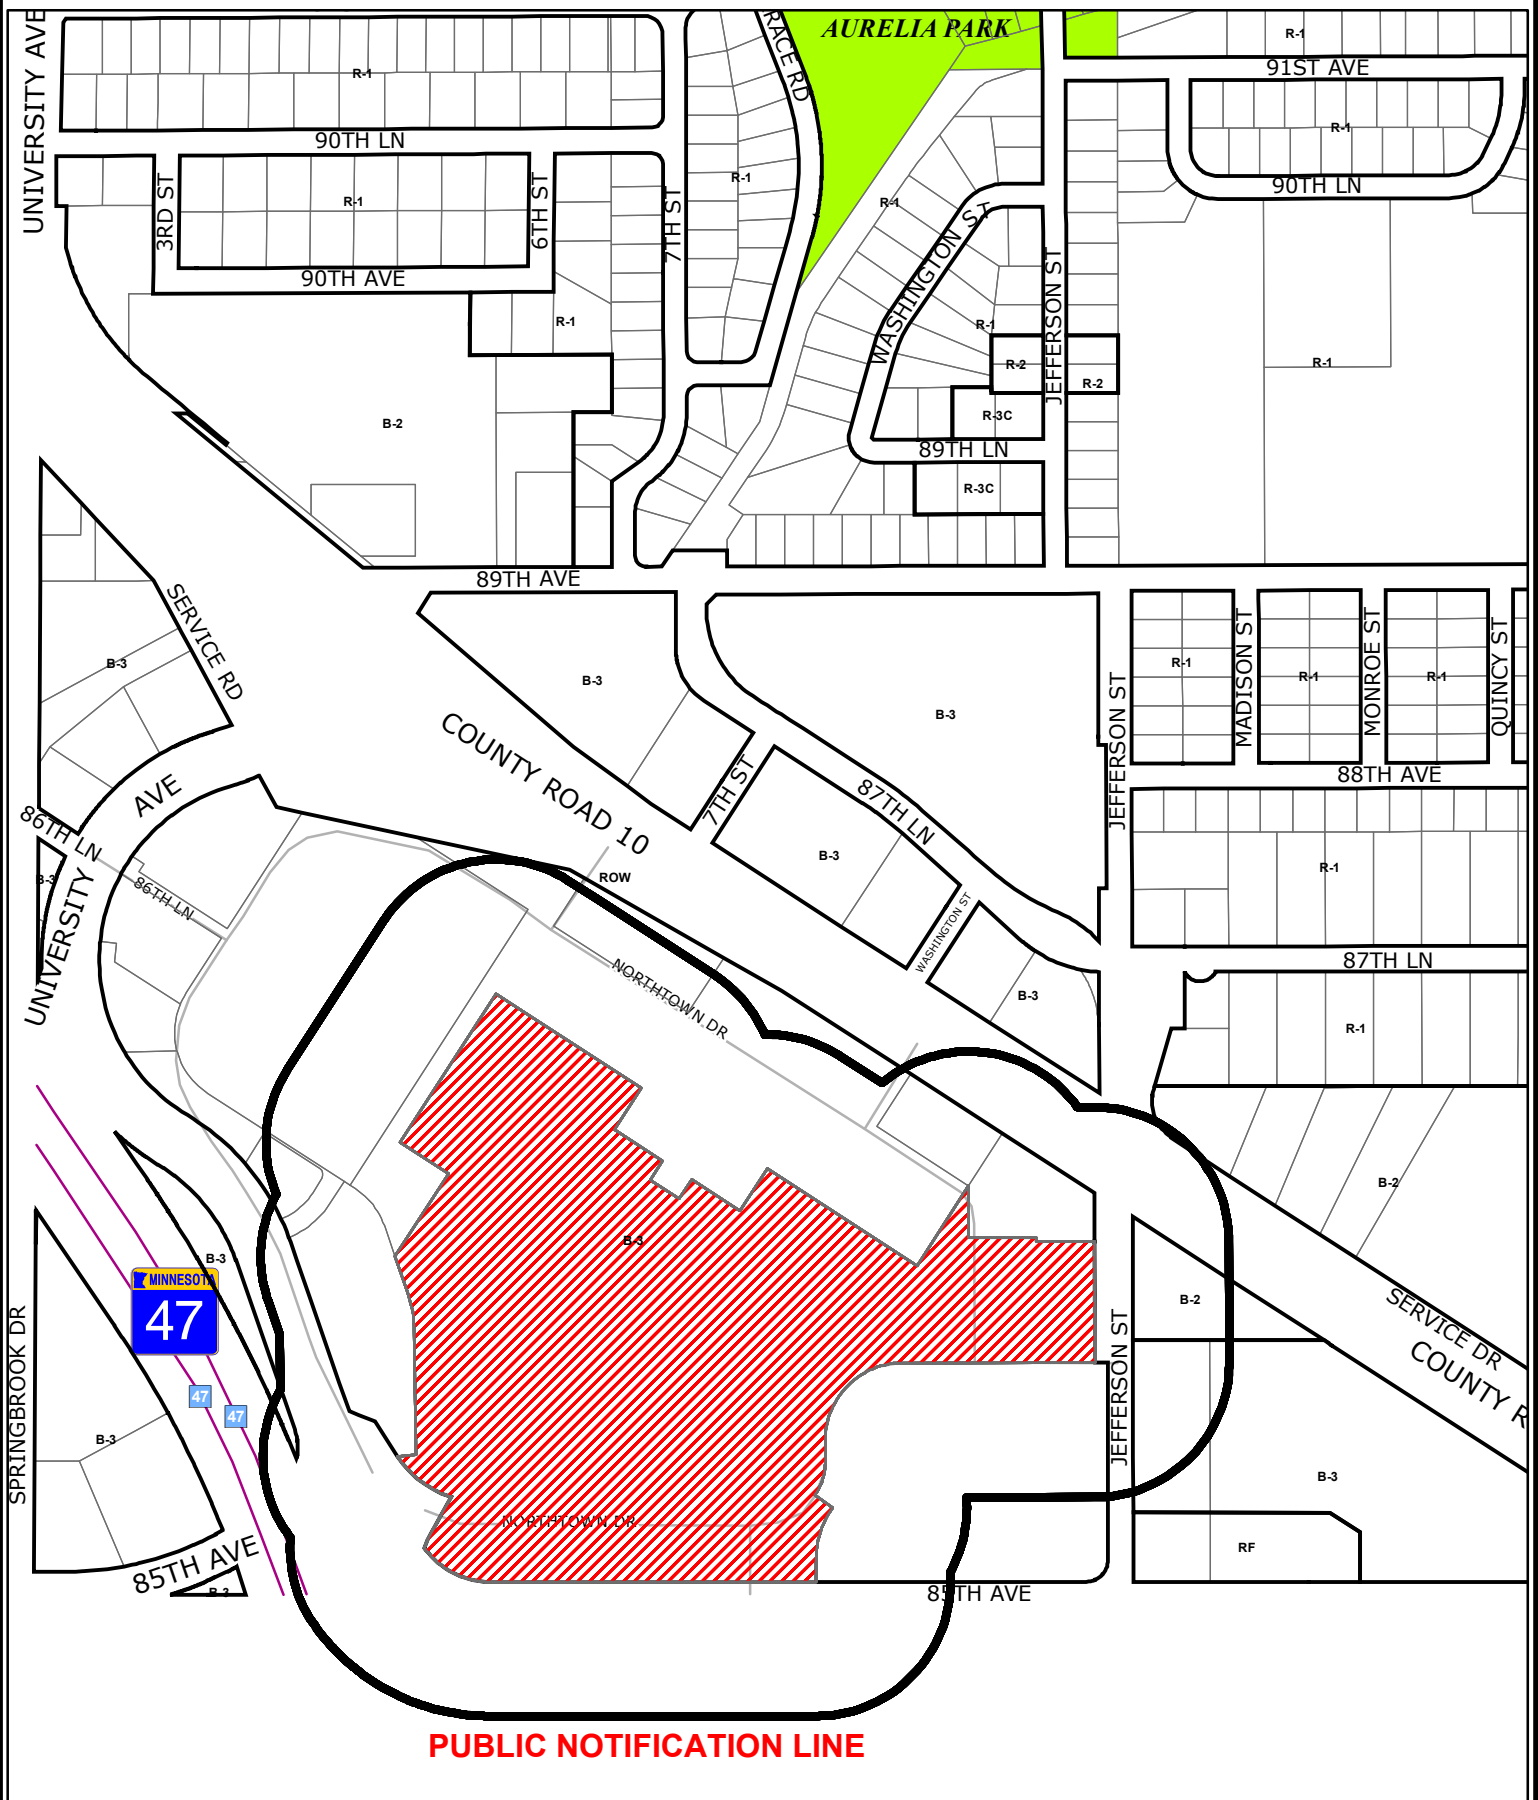 AURELIA PARK
UNIVERSITY AVE
RACE RD
R-1
R-1
91ST AVE
R-1
90TH LN
90TH LN
R-1
R-1
R-1
3RD ST
6TH ST
7TH ST
WASHINGTON ST
JEFFERSON ST
90TH AVE
R-1
R-1
R-2
R-2
R-1
R-3C
B-2
89TH LN
R-3C
89TH AVE
SERVICE RD
B-3
B-3
B-3
R-1
R-1
R-1
MADISON ST
MONROE ST
QUINCY ST
JEFFERSON ST
88TH AVE
COUNTY ROAD 10
7TH ST
87TH LN
AVE
86TH LN
B-3
B-3
ROW
R-1
86TH LN
UNIVERSITY
WASHINGTON ST
87TH LN
NORTHTOWN DR
B-3
R-1
B-2
B-3
B-3
MINNESOTA
47
B-2
SERVICE DR
COUNTY R
JEFFERSON ST
SPRINGBROOK DR
47
47
B-3
B-3
NORTHTOWN DR
RF
85TH AVE
B-3
85TH AVE
PUBLIC NOTIFICATION LINE